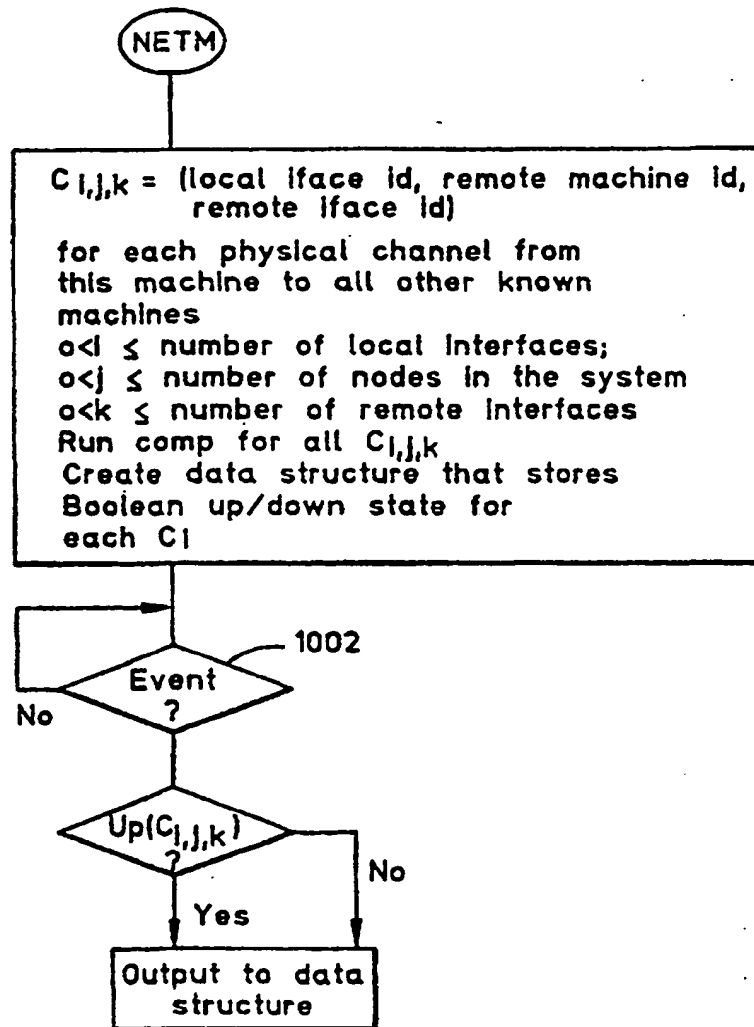 NETM
C i,j,k = (local iface id, remote machine id,
remote iface id)
for each physical channel from
this machine to all other known
machines
o<i ≤ number of local interfaces;
o<j ≤ number of nodes in the system
o<k ≤ number of remote interfaces
Run comp for all Ci,j,k
Create data structure that stores
Boolean up/down state for
each Ci
1002
Event
?
No
Up(Ci,j,k)
?
No
Yes
Output to data
structure